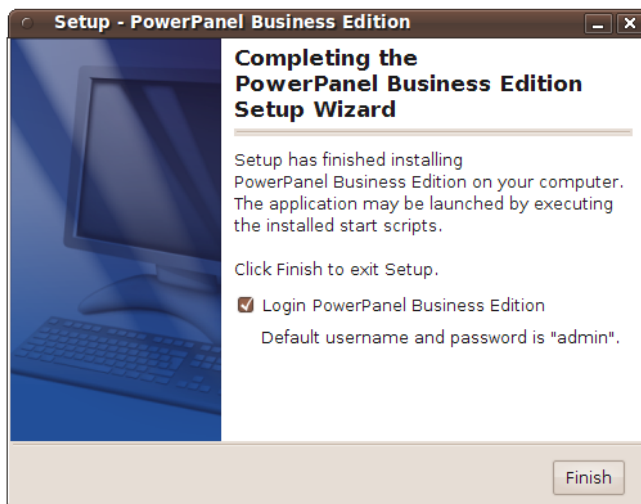 Setup - PowerPanel Business Edition
Completing the
PowerPanel Business Edition
Setup Wizard
Setup has finished installing
PowerPanel Business Edition on your computer.
The application may be launched by executing
the installed start scripts.
Click Finish to exit Setup.
Login PowerPanel Business Edition
Default username and password is "admin".
Finish